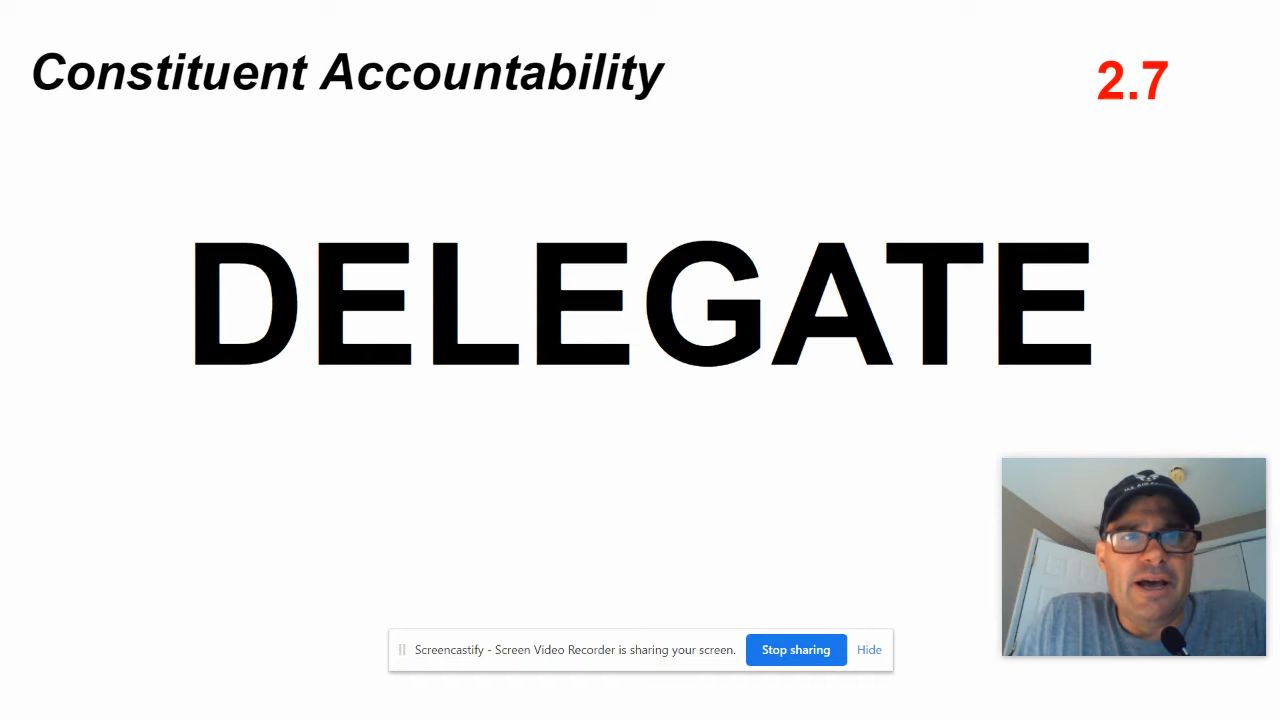 Constituent Accountability
2.7
DELEGATE
Screencastify - Screen Video Recorder is sharing your screen.
Stop sharing
Hide